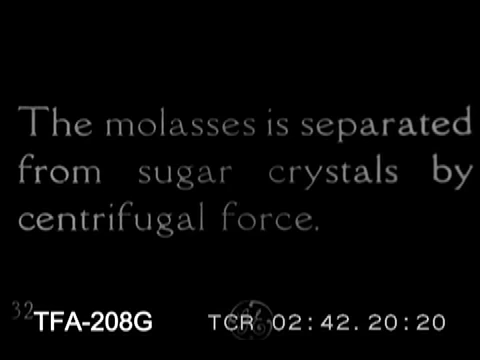 The molasses is separated
from sugar crystals by
centrifugal force.
32
TFA-208G
TCR 02:42.20:20